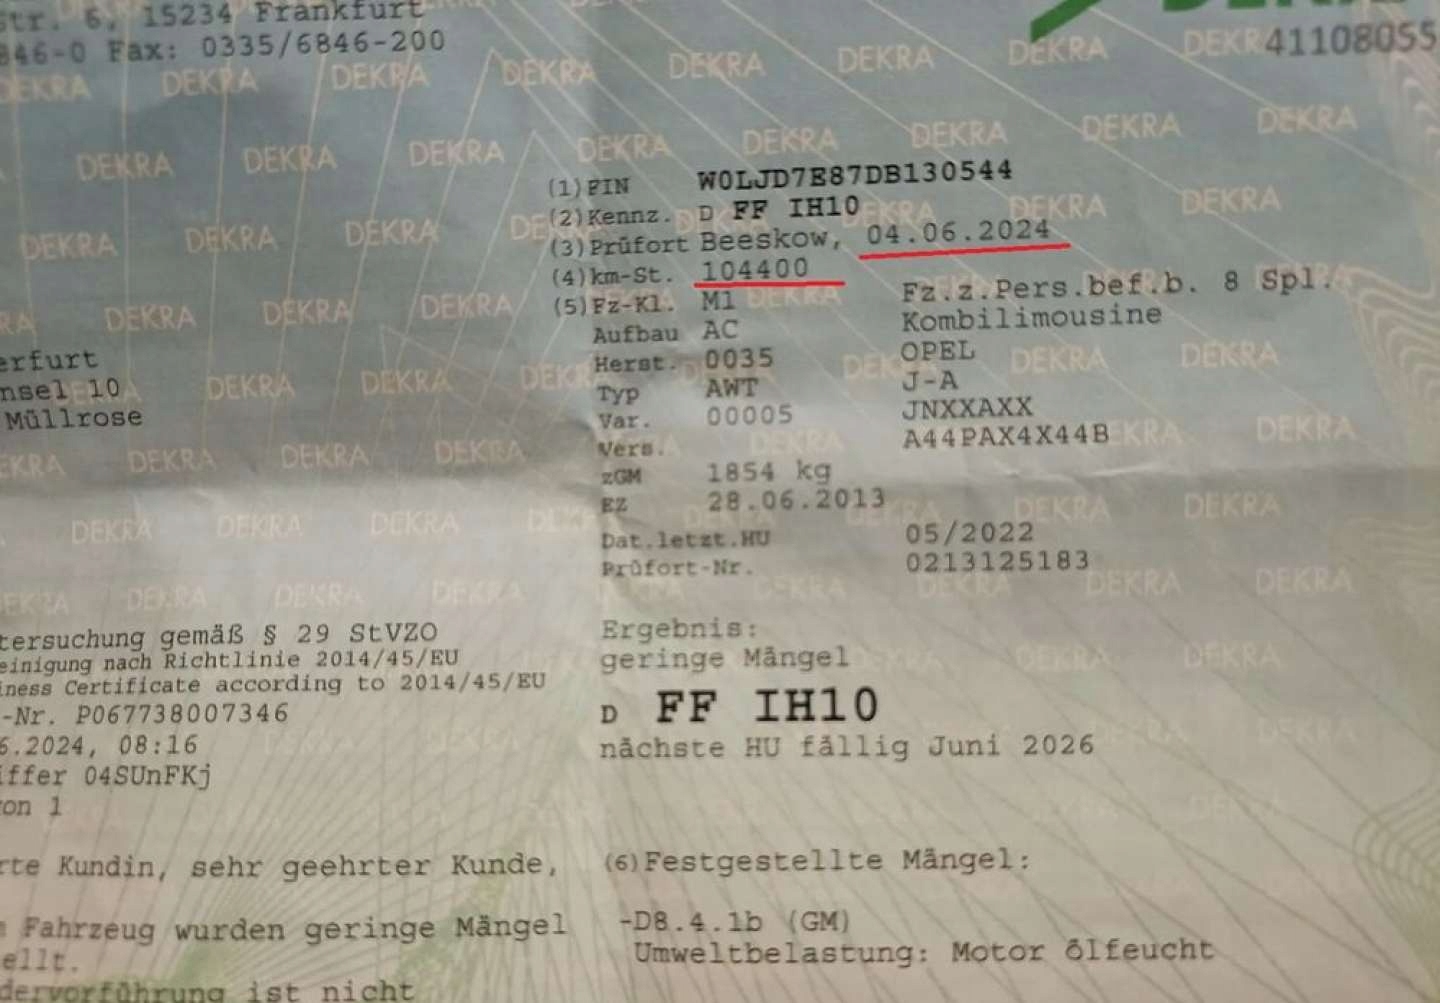 str. 6, 15234 Frankfurt
846-0 Fax: 0335/6846-200
DEKRA
41108055
(1)FIN W0LJD7E87DB130544
(2)Kennz. D FF IH10
(3)Prüfort Beeskow, 04.06.2024
(4)km-St. 104400
(5)Fz-Kl. M1 Fz.z.Pers.bef.b. 8 Spl.
Aufbau AC Kombilimousine
Herst. 0035 OPEL
Typ AWT J-A
Var. 00005 JNXXAXX
Vers. A44PAX4X44B
zGM 1854 kg
EZ 28.06.2013
Dat.letzt.HU 05/2022
Prüfort-Nr. 0213125183
erfurt
nsel 10
Müllrose
tersuchung gemäß § 29 StVZO
einigung nach Richtlinie 2014/45/EU
iness Certificate according to 2014/45/EU
-Nr. P067738007346
6.2024, 08:16
iffer 04SUnFKj
on 1
Ergebnis:
geringe Mängel
D FF IH10
nächste HU fällig Juni 2026
rte Kundin, sehr geehrter Kunde,
Fahrzeug wurden geringe Mängel
ellt.
dervorführung ist nicht
(6)Festgestellte Mängel:
-D8.4.1b (GM)
Umweltbelastung: Motor ölfeucht